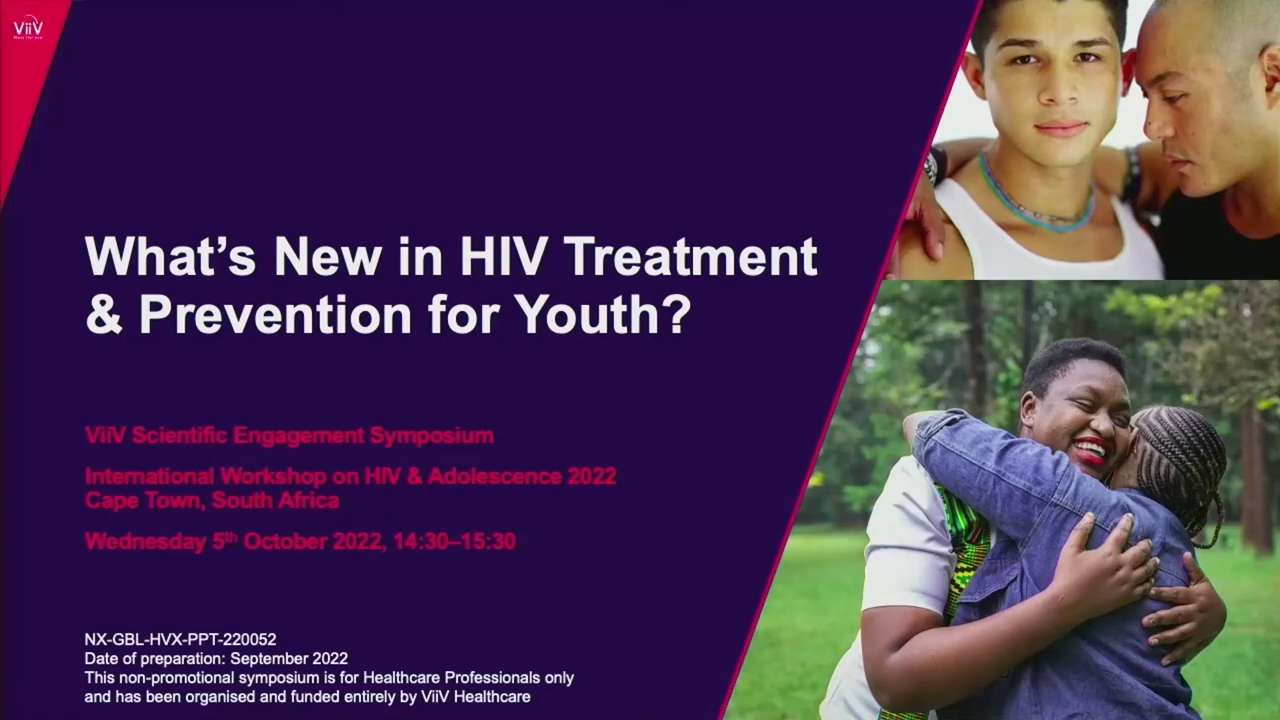 ViiV
What's New in HIV Treatment
& Prevention for Youth?
ViiV Scientific Engagement Symposium
International Workshop on HIV & Adolescence 2022
Cape Town, South Africa
Wednesday 5th October 2022, 14:30–15:30
NX-GBL-HVX-PPT-220052
Date of preparation: September 2022
This non-promotional symposium is for Healthcare Professionals only
and has been organised and funded entirely by ViiV Healthcare